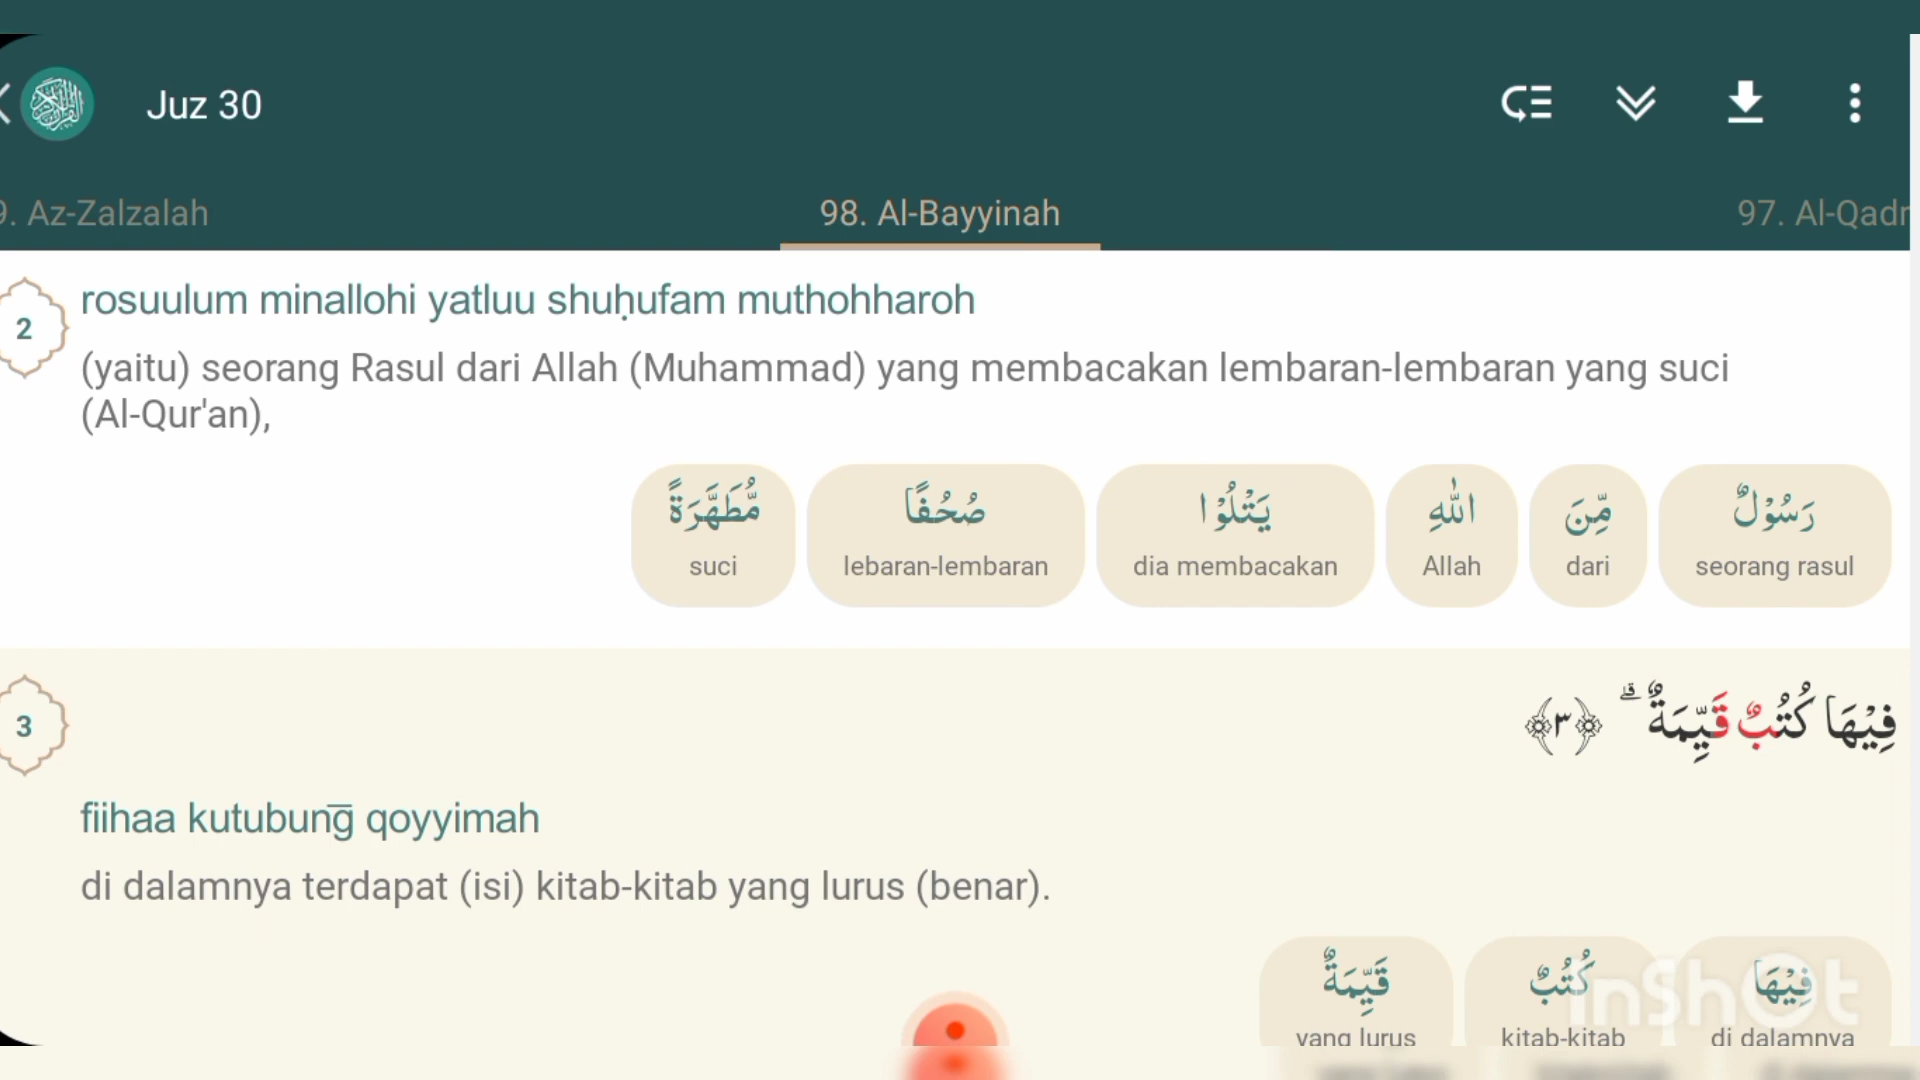 Juz 30
9. Az-Zalzalah
98. Al-Bayyinah
97. Al-Qadr
2
rosuulum minallohi yatluu shuḥufam muthohharoh
(yaitu) seorang Rasul dari Allah (Muhammad) yang membacakan lembaran-lembaran yang suci
(Al-Qur'an),
رَسُوْلٌ مِّنَ اللّٰهِ يَتْلُوْا صُحُفًا مُّطَهَّرَةً
seorang rasul dari Allah dia membacakan lebaran-lembaran suci
3
فِيْهَا كُتُبٌ قَيِّمَةٌ ۗ ﴿٣﴾
fiihaa kutubun̅g̅ qoyyimah
di dalamnya terdapat (isi) kitab-kitab yang lurus (benar).
فِيْهَا كُتُبٌ قَيِّمَةٌ
di dalamnya kitab-kitab yang lurus
InShOt